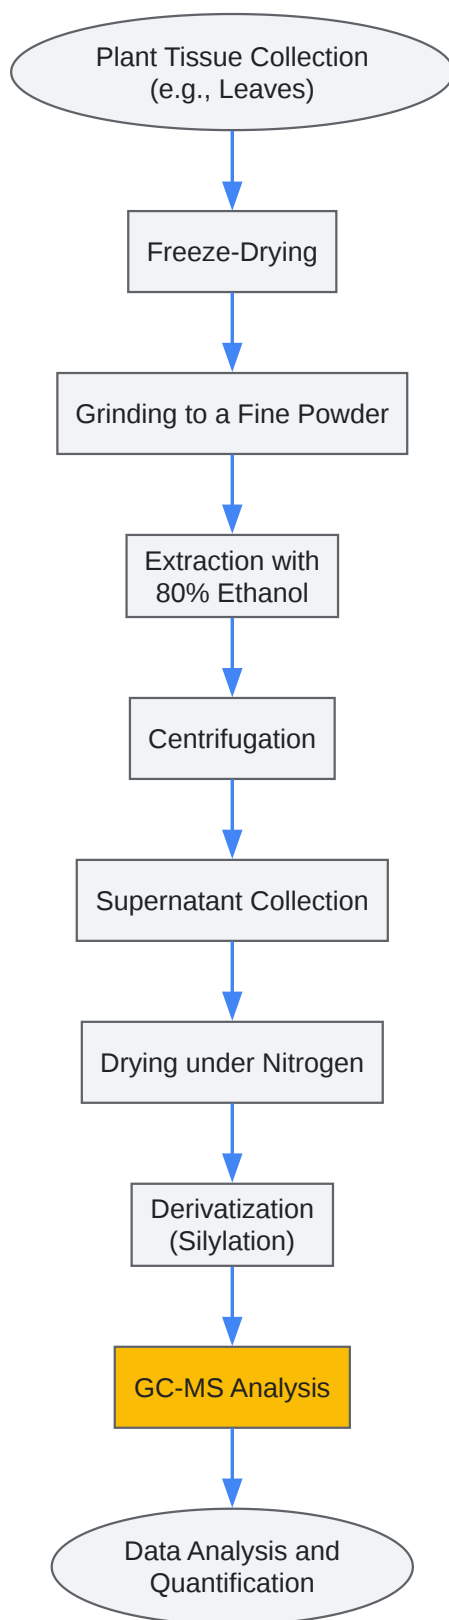 Plant Tissue Collection
(e.g., Leaves)
Freeze-Drying
Grinding to a Fine Powder
Extraction with
80% Ethanol
Centrifugation
Supernatant Collection
Drying under Nitrogen
Derivatization
(Silylation)
GC-MS Analysis
Data Analysis and
Quantification